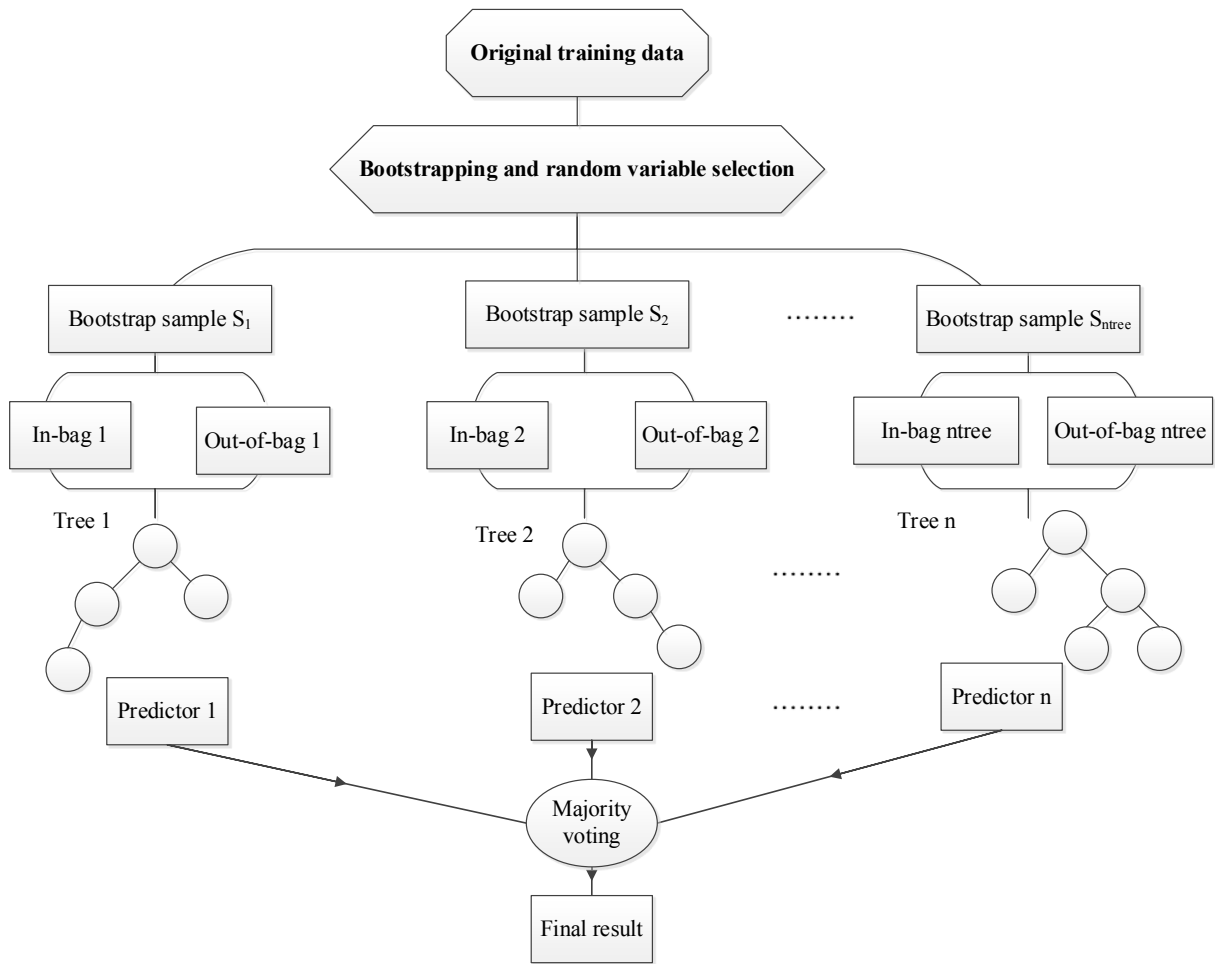 Original training data
Bootstrapping and random variable selection
Bootstrap sample S1
Bootstrap sample S2
........
Bootstrap sample Sntree
In-bag 1
Out-of-bag 1
In-bag 2
Out-of-bag 2
In-bag ntree
Out-of-bag ntree
Tree 1
Tree 2
Tree n
........
Predictor 1
Predictor 2
........
Predictor n
Majority
voting
Final result